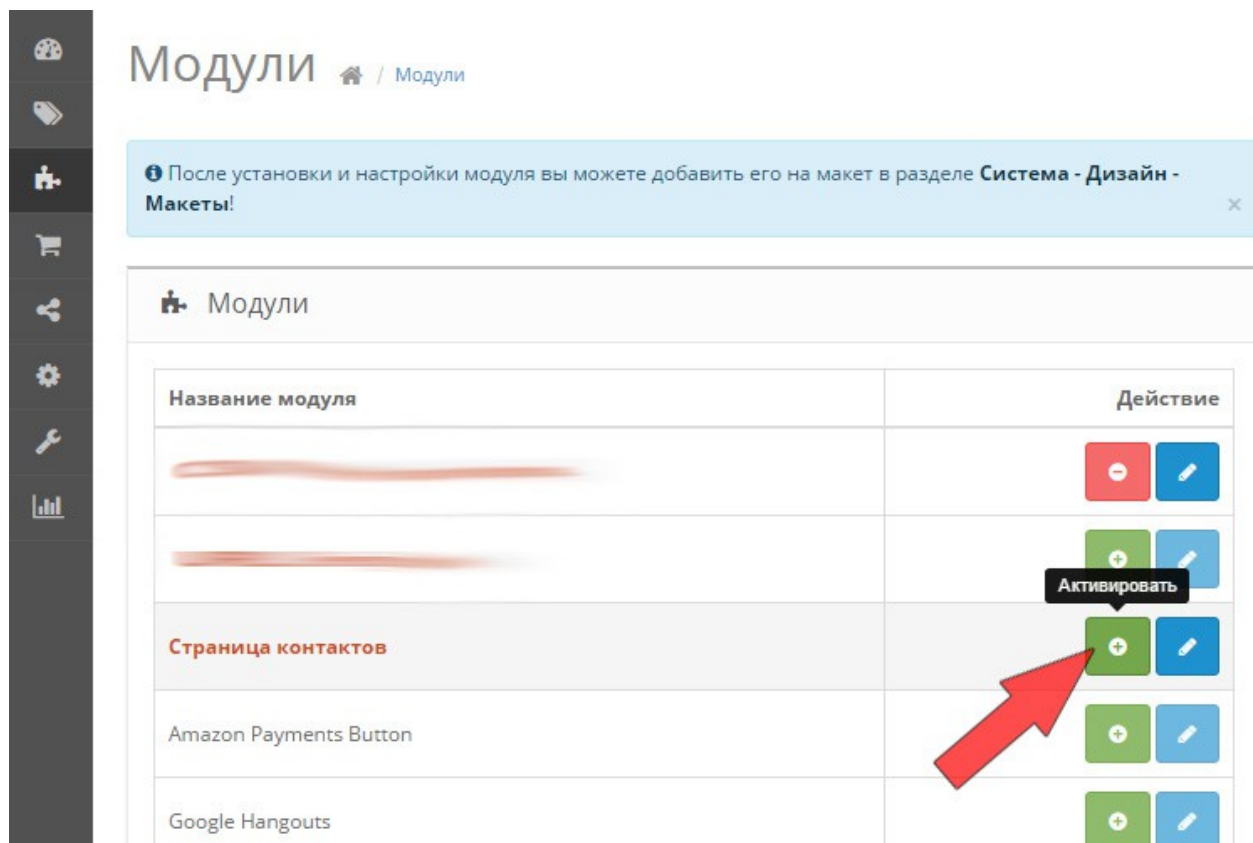 Модули / Модули
После установки и настройки модуля вы можете добавить его на макет в разделе Система - Дизайн -
Макеты!
×
Модули
Название модуля Действие
Активировать
Страница контактов
Amazon Payments Button
Google Hangouts